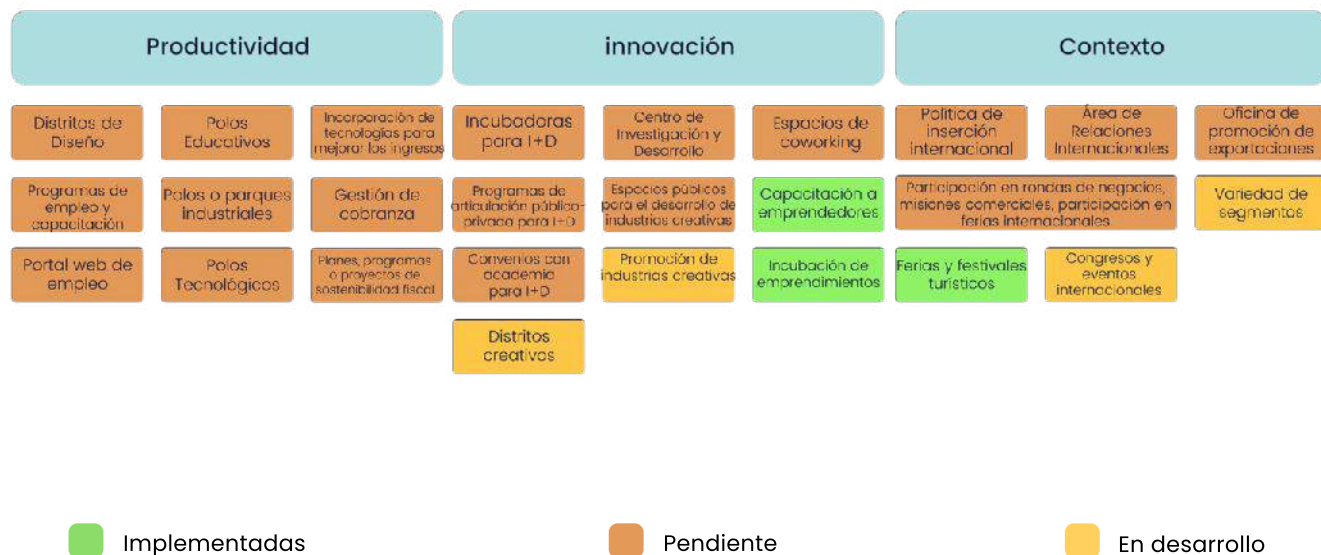 Productividad
innovación
Contexto
Distritos de
Diseño
Polos
Educativos
Incorporación de
tecnologías para
mejorar los ingresos
Incubadoras
para I+D
Centro de
Investigación y
Desarrollo
Espacios de
coworking
Política de
inserción
internacional
Área de
Relaciones
Internacionales
Oficina de
promoción de
exportaciones
Programas de
empleo y
capacitación
Polos o parques
industriales
Gestión de
cobranza
Programas de
articulación público-
privada para I+D
Espacios públicos
para el desarrollo de
industrias creativas
Capacitación a
emprendedores
Participación en rondas de negocios,
misiones comerciales, participación en
ferias internacionales
Variedad de
segmentos
Portal web de
empleo
Polos
Tecnológicos
Planes, programas
o proyectos de
sostenibilidad fiscal
Convenios con
academia
para I+D
Promoción de
industrias creativas
Incubación de
emprendimientos
Ferias y festivales
turísticos
Congresos y
eventos
internacionales
Distritos
creativos
Implementadas
Pendiente
En desarrollo